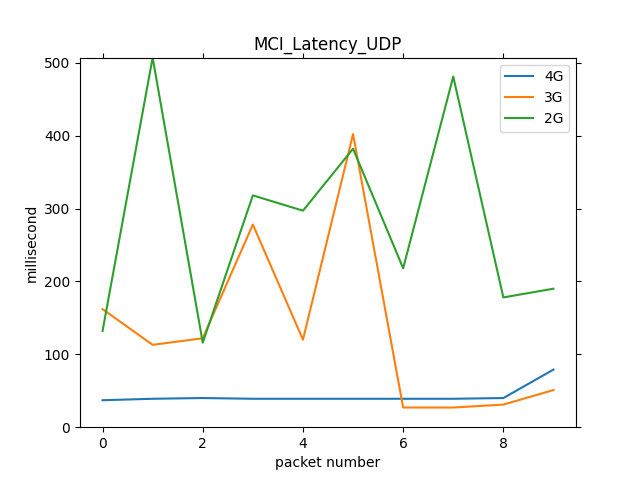 MCI_Latency_UDP
500
400
300
200
100
0
millisecond
0 2 4 6 8
packet number
4G
3G
2G